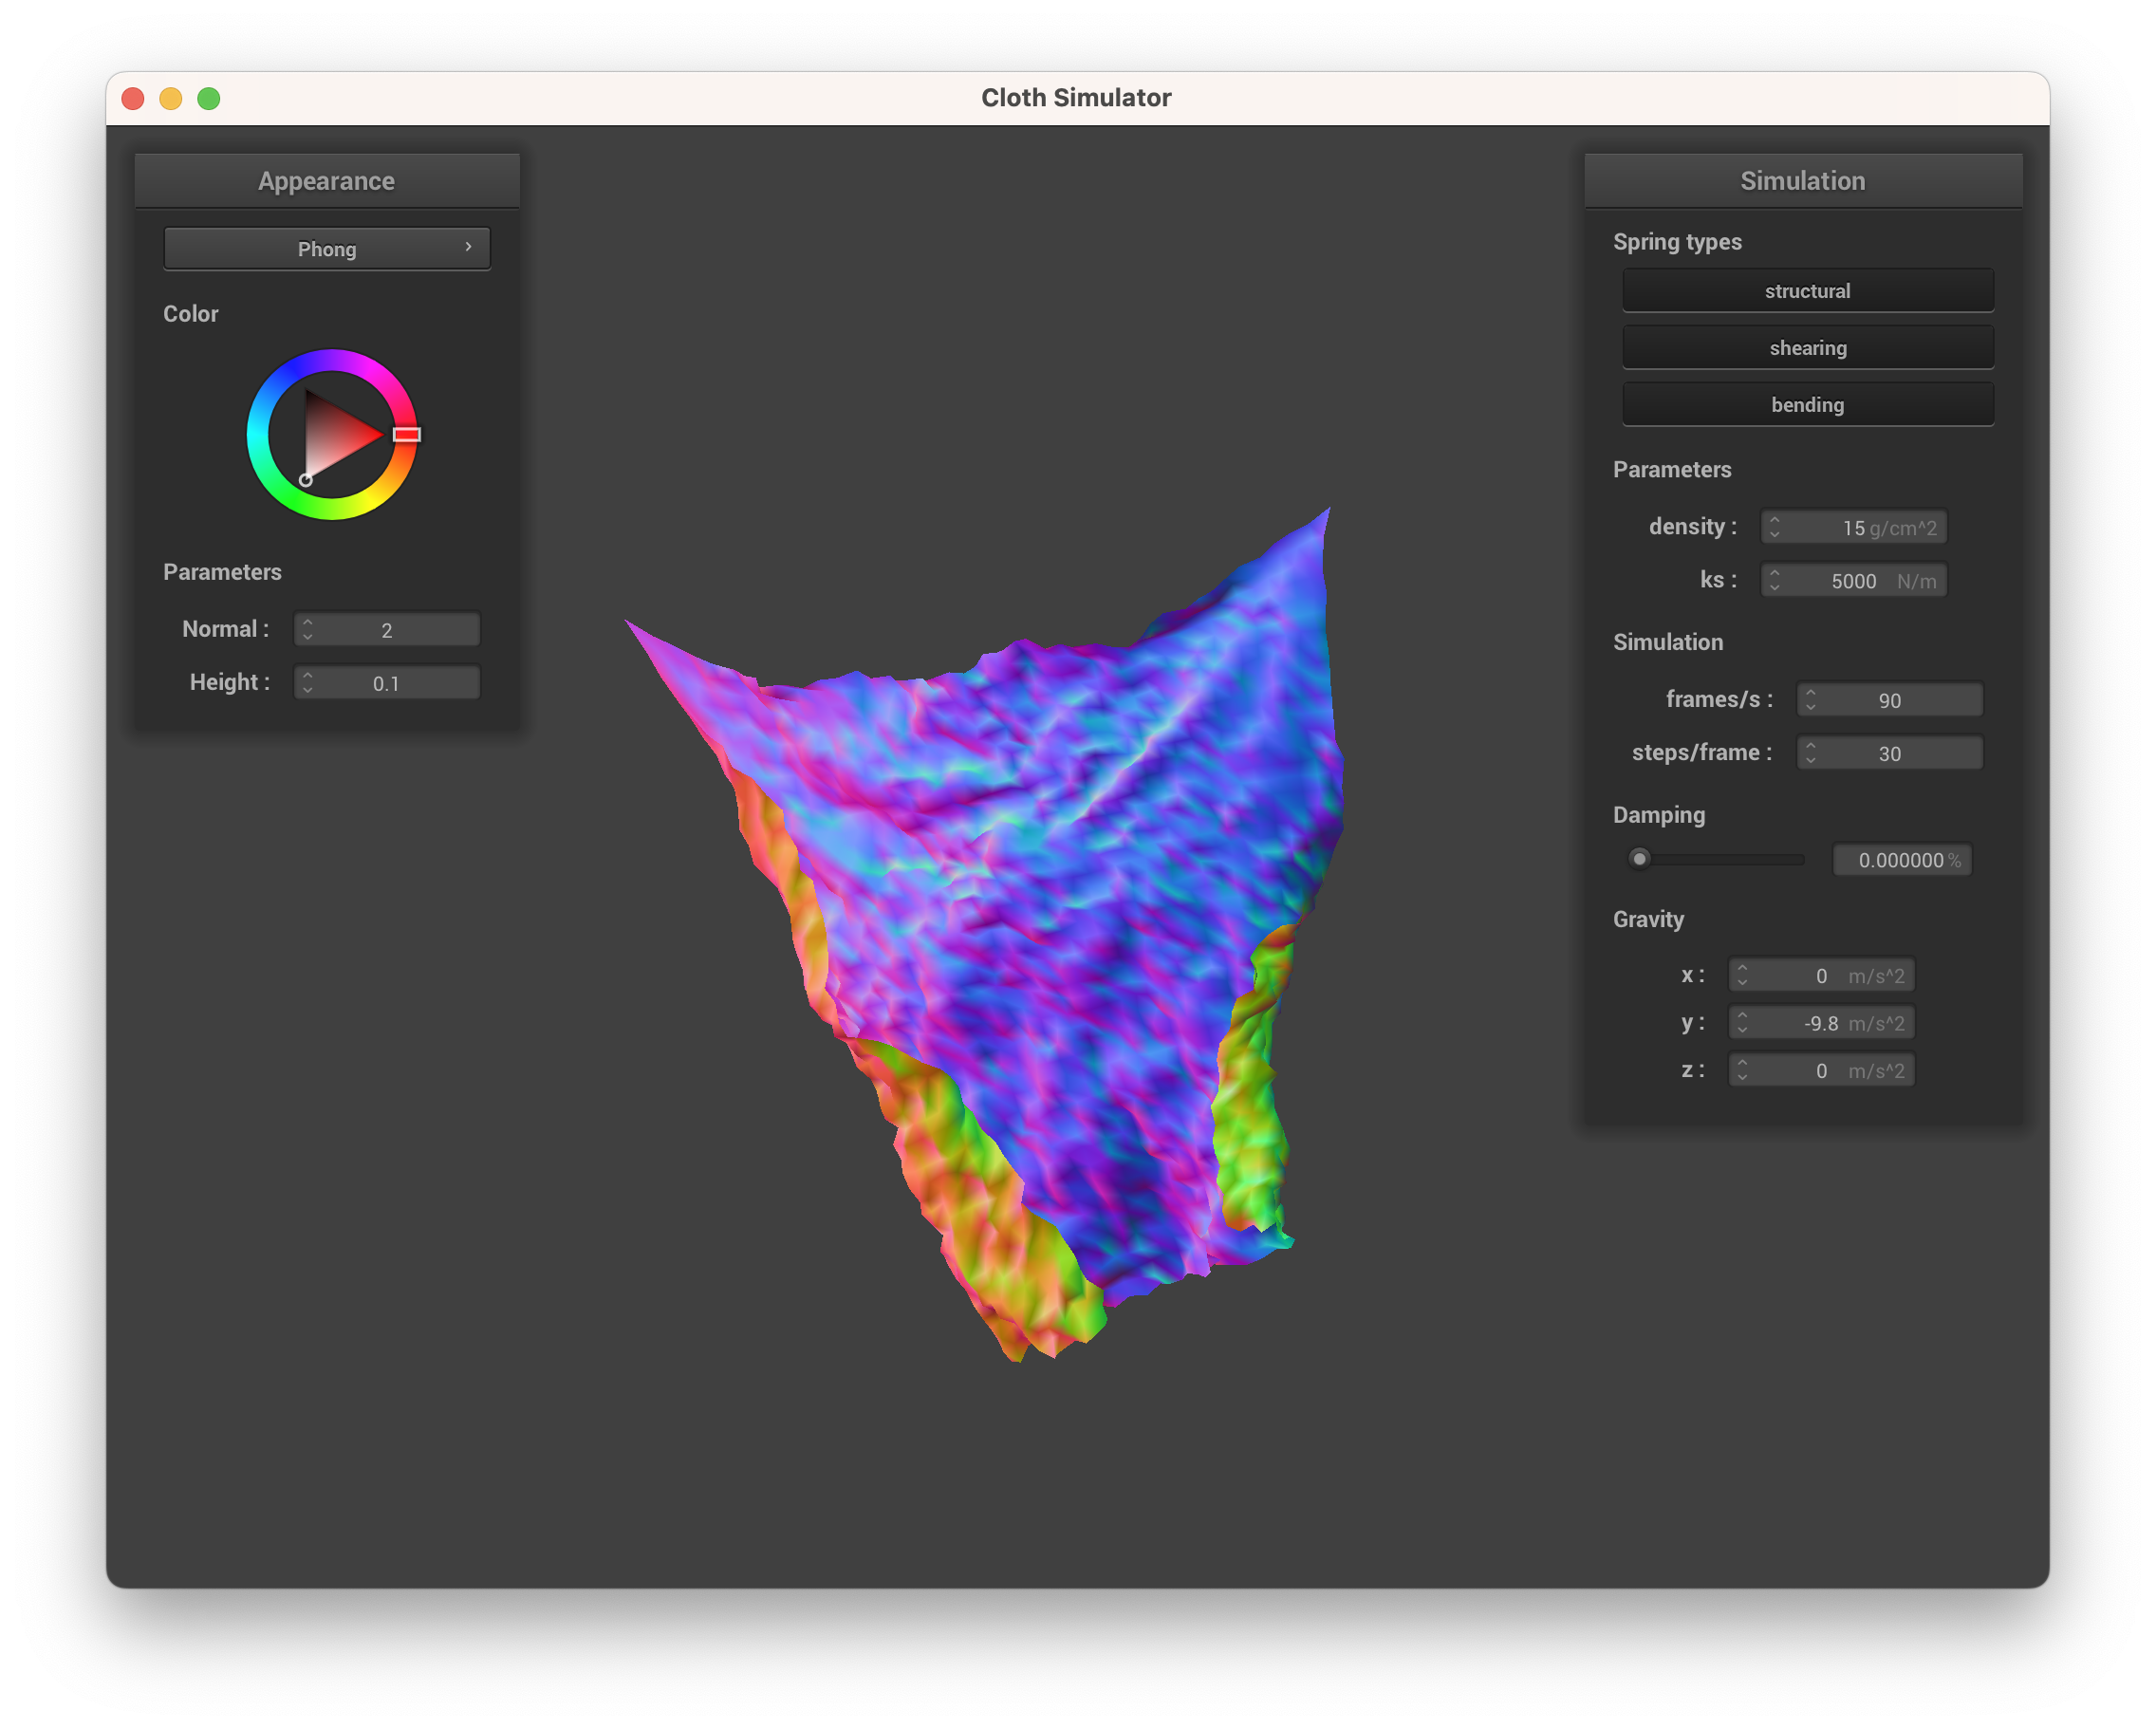 Cloth Simulator
Appearance
Phong
Color
Parameters
Normal : 2
Height : 0.1
Simulation
Spring types
structural
shearing
bending
Parameters
density : 15 g/cm^2
ks : 5000 N/m
Simulation
frames/s : 90
steps/frame : 30
Damping
0.000000 %
Gravity
x : 0 m/s^2
y : -9.8 m/s^2
z : 0 m/s^2